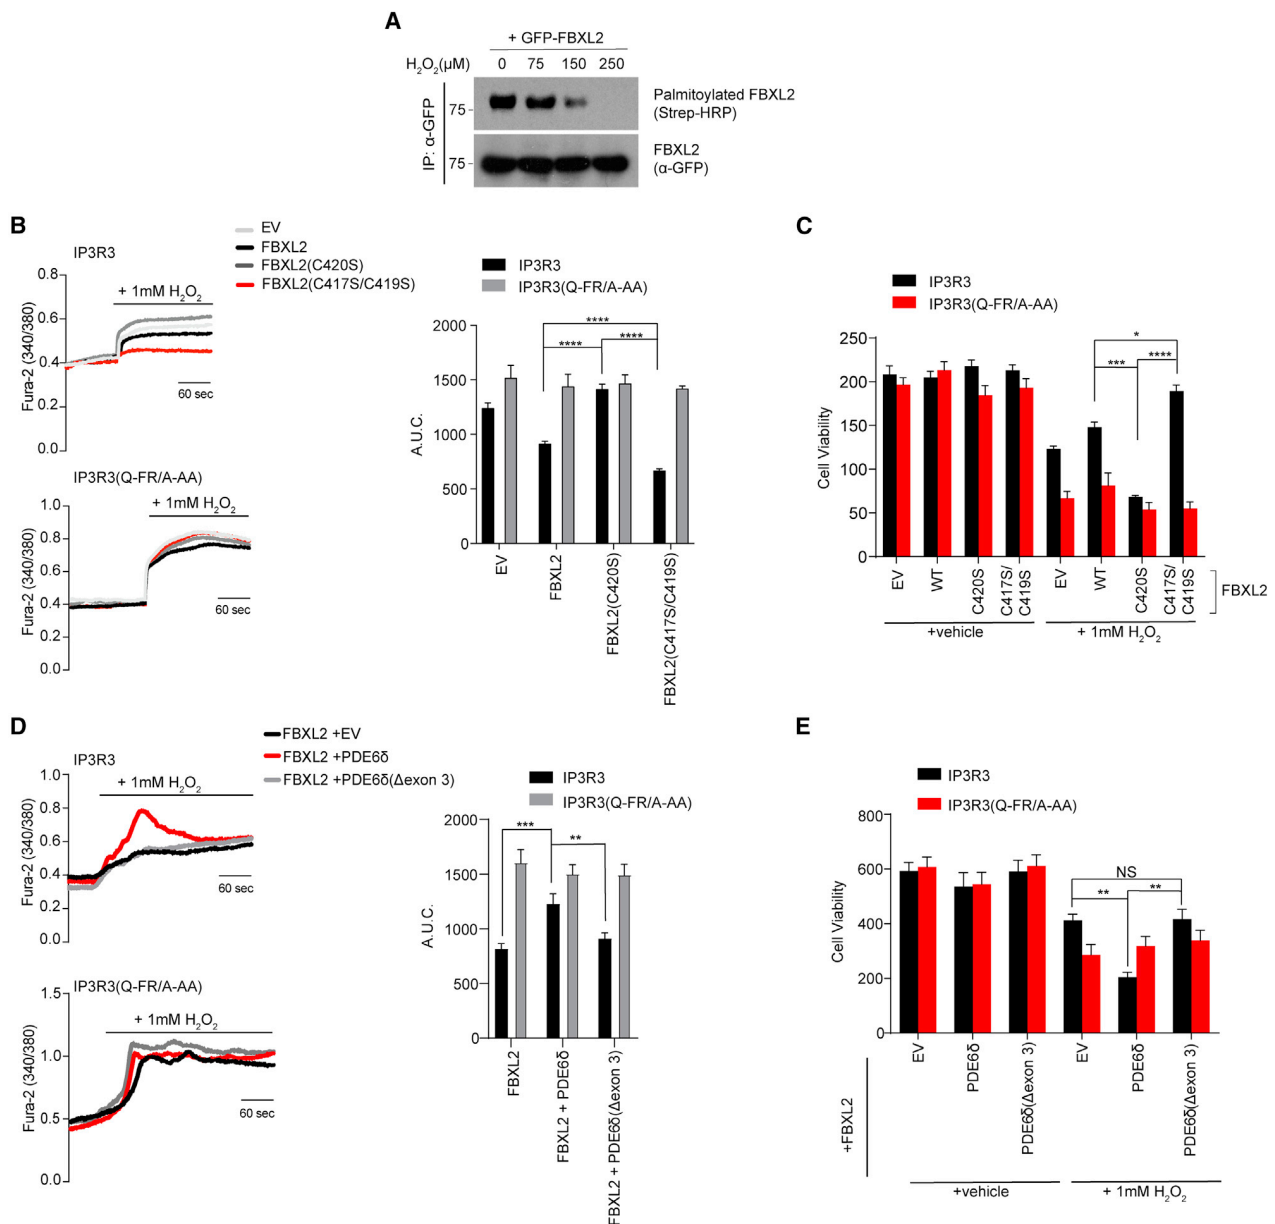 A
+ GFP-FBXL2
H2O2(μM) 0 75 150 250
IP: α-GFP
75
Palmitoylated FBXL2
(Strep-HRP)
75
FBXL2
(α-GFP)
B
EV
FBXL2
FBXL2(C420S)
FBXL2(C417S/C419S)
IP3R3
+ 1mM H2O2
Fura-2 (340/380)
0.8
0.6
0.4
0.2
0.0
60 sec
IP3R3(Q-FR/A-AA)
+ 1mM H2O2
Fura-2 (340/380)
1.0
0.8
0.6
0.4
0.2
0.0
60 sec
IP3R3
IP3R3(Q-FR/A-AA)
A.U.C.
2000
1500
1000
500
0
****
****
****
EV
FBXL2
FBXL2(C420S)
FBXL2(C417S/C419S)
C
IP3R3
IP3R3(Q-FR/A-AA)
Cell Viability
250
200
150
100
50
0
*
***
****
EV
WT
C420S
C417S/
C419S
EV
WT
C420S
C417S/
C419S
FBXL2
+vehicle
+ 1mM H2O2
D
FBXL2 +EV
FBXL2 +PDE6δ
FBXL2 +PDE6δ(Δexon 3)
IP3R3
+ 1mM H2O2
Fura-2 (340/380)
1.0
0.8
0.6
0.4
0.2
0.0
60 sec
IP3R3(Q-FR/A-AA)
+ 1mM H2O2
Fura-2 (340/380)
1.5
1.0
0.5
0.0
60 sec
IP3R3
IP3R3(Q-FR/A-AA)
A.U.C.
2000
1500
1000
500
0
***
**
FBXL2
FBXL2 + PDE6δ
FBXL2 + PDE6δ(Δexon 3)
E
IP3R3
IP3R3(Q-FR/A-AA)
Cell Viability
800
600
400
200
0
NS
**
**
EV
PDE6δ
PDE6δ(Δexon 3)
EV
PDE6δ
PDE6δ(Δexon 3)
+FBXL2
+vehicle
+ 1mM H2O2